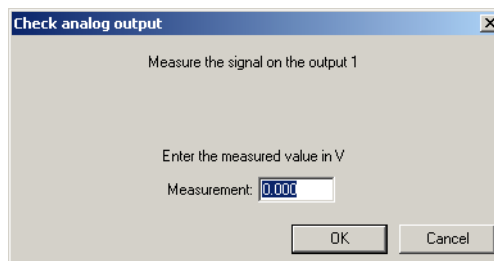 Check analog output
Measure the signal on the output 1
Enter the measured value in V
Measurement: 0.000
OK Cancel